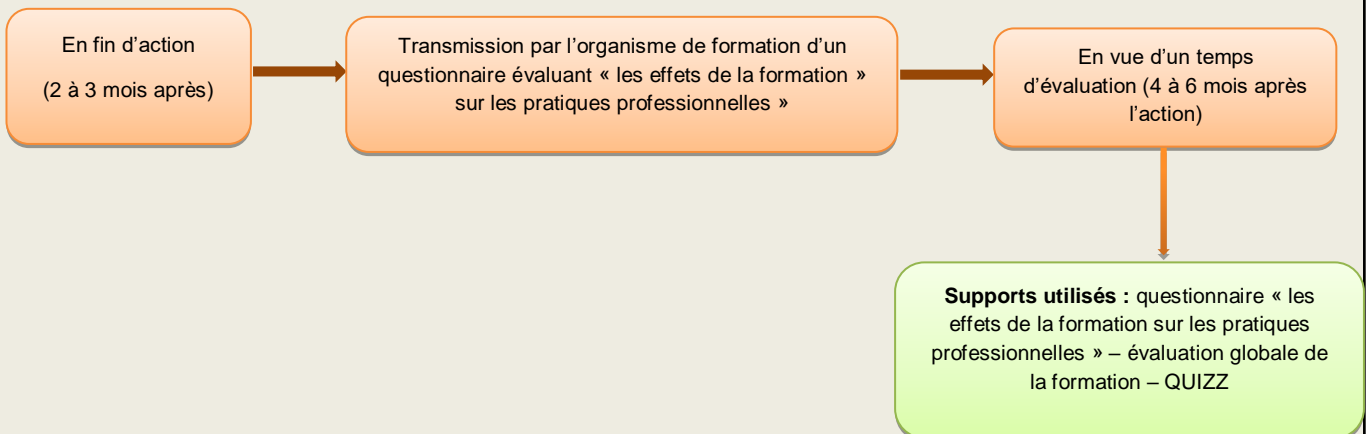 En fin d’action
(2 à 3 mois après)
Transmission par l’organisme de formation d’un
questionnaire évaluant « les effets de la formation »
sur les pratiques professionnelles »
En vue d’un temps
d’évaluation (4 à 6 mois après
l’action)
Supports utilisés : questionnaire « les
effets de la formation sur les pratiques
professionnelles » – évaluation globale de
la formation – QUIZZ